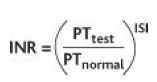 INR = (PTtest / PTnormal)^ISI